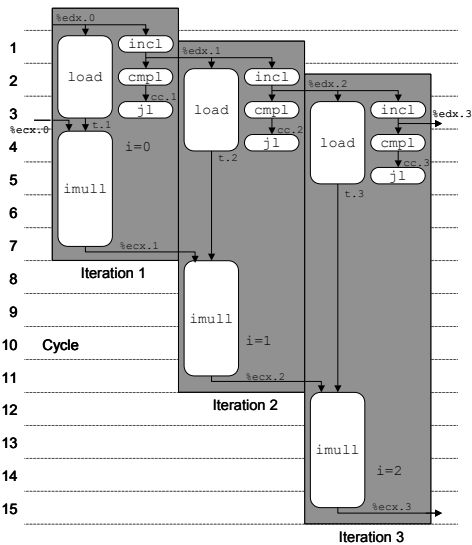 %edx.0
1
incl
%edx.1
2
load
cmpl
incl
%edx.2
cc.1
3
jl
load
cmpl
incl
%edx.3
%ecx.0
t.1
cc.2
4
i=0
jl
load
cmpl
t.2
cc.3
5
imull
jl
t.3
6
7
%ecx.1
8
Iteration 1
9
imull
10
Cycle
i=1
11
%ecx.2
12
Iteration 2
13
imull
14
i=2
15
%ecx.3
Iteration 3